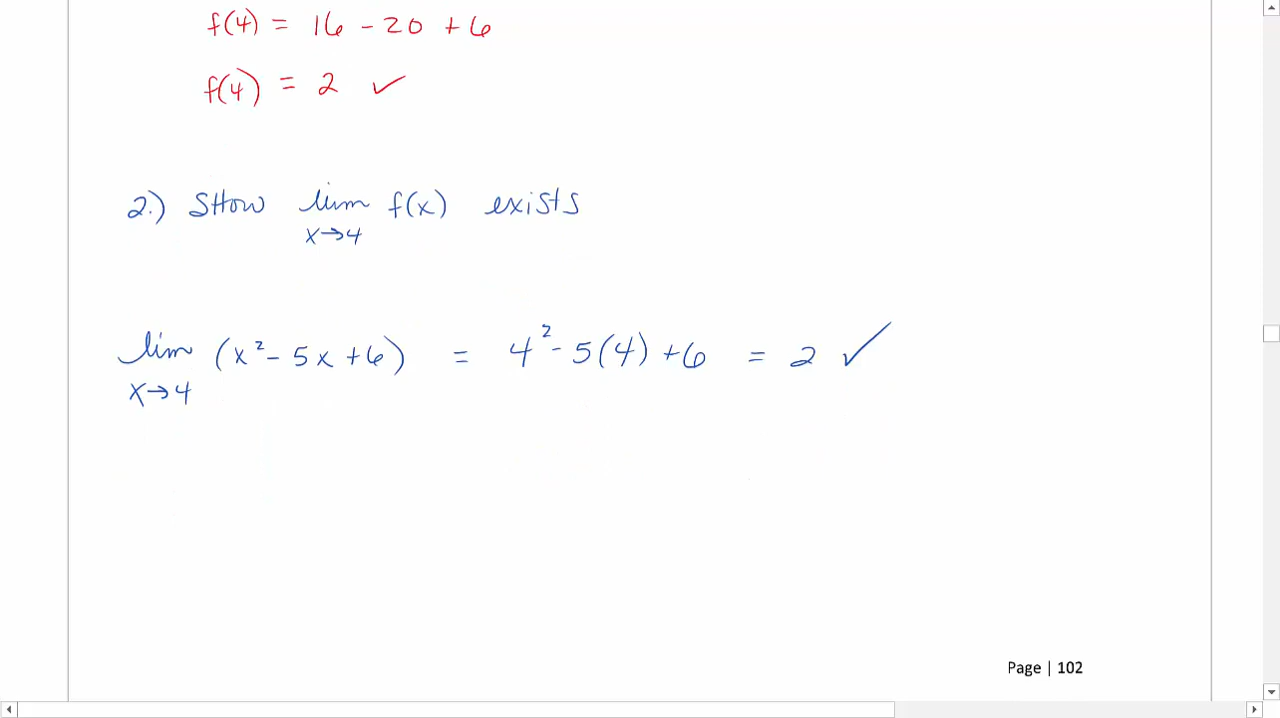 f(4) = 16 - 20 + 6
f(4) = 2 ✓
2.) SHow lim f(x) exists
x→4
lim (x² - 5x + 6) = 4² - 5(4) + 6 = 2 ✓
x→4
Page | 102